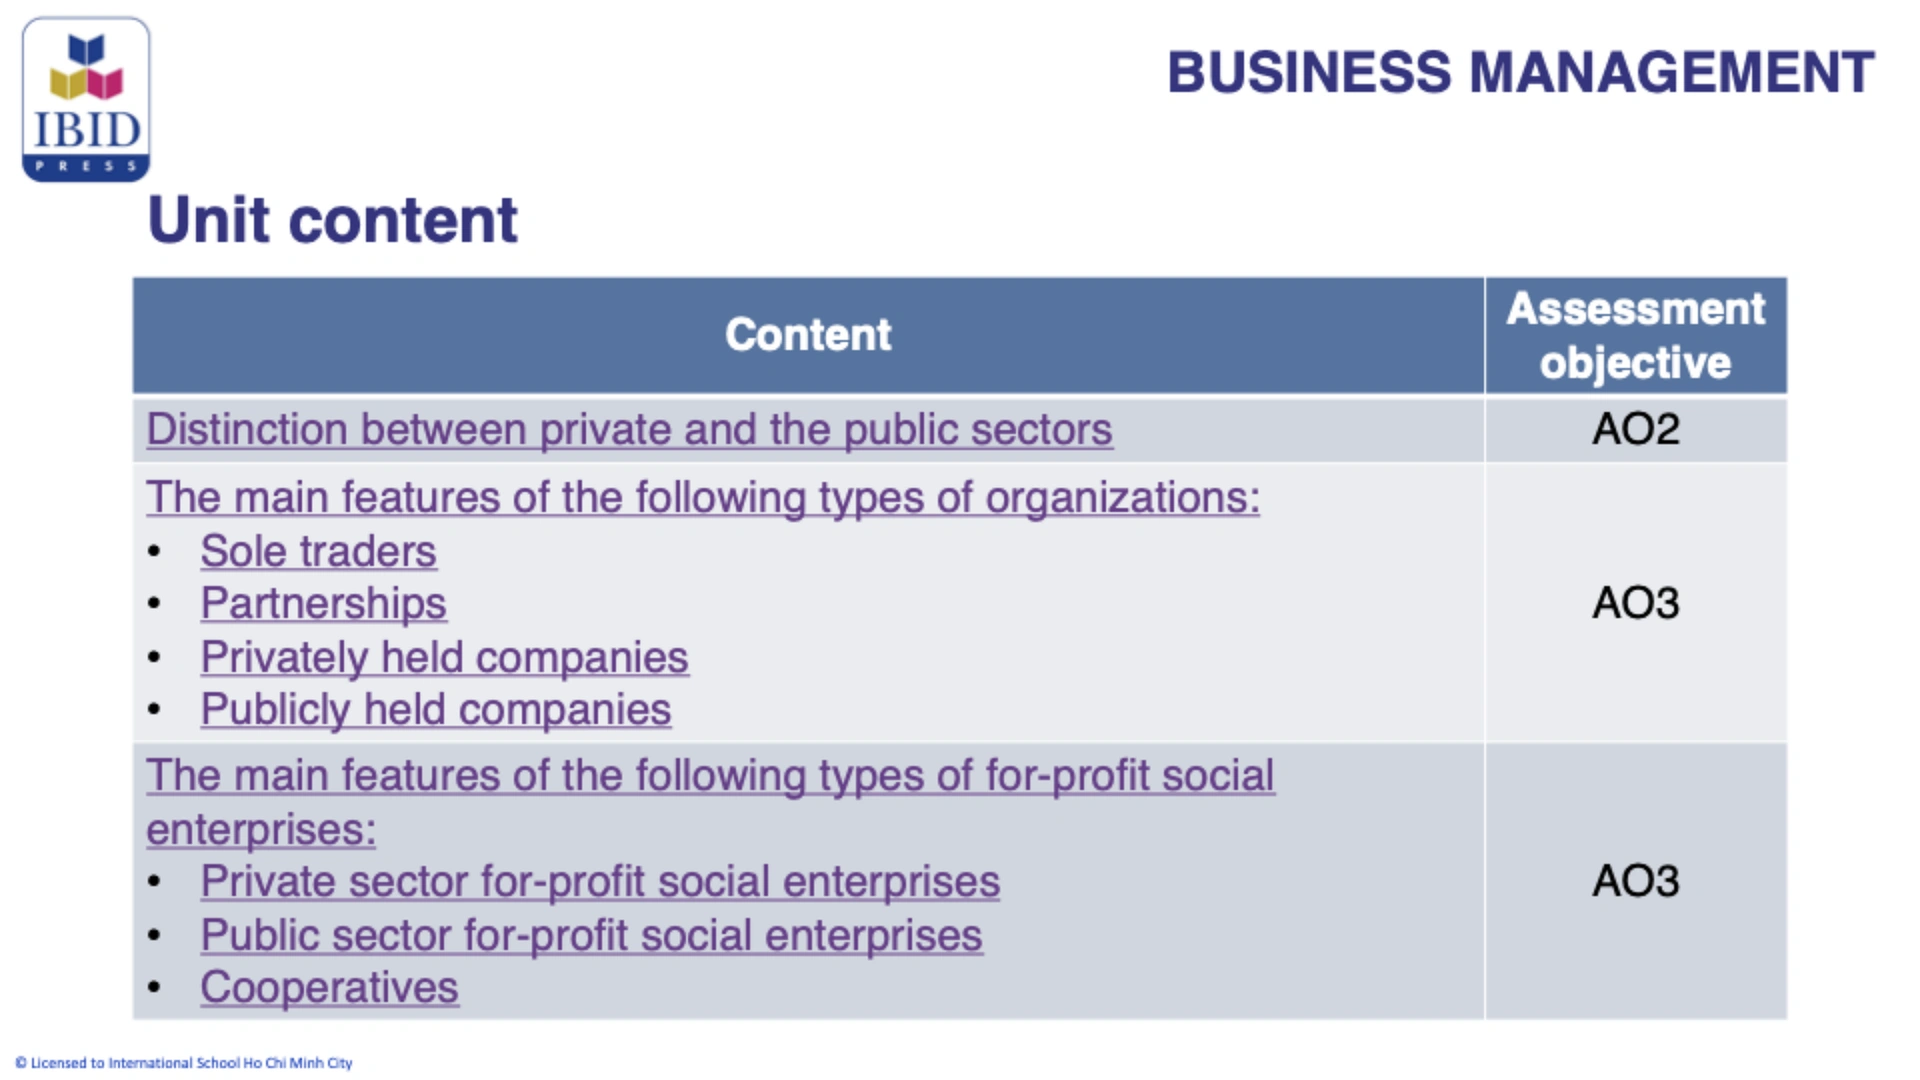 IBID
PRESS
BUSINESS MANAGEMENT
Unit content
Content
Assessment
objective
Distinction between private and the public sectors
AO2
The main features of the following types of organizations:
• Sole traders
• Partnerships
• Privately held companies
• Publicly held companies
AO3
The main features of the following types of for-profit social
enterprises:
• Private sector for-profit social enterprises
• Public sector for-profit social enterprises
• Cooperatives
AO3
© Licensed to International School Ho Chi Minh City